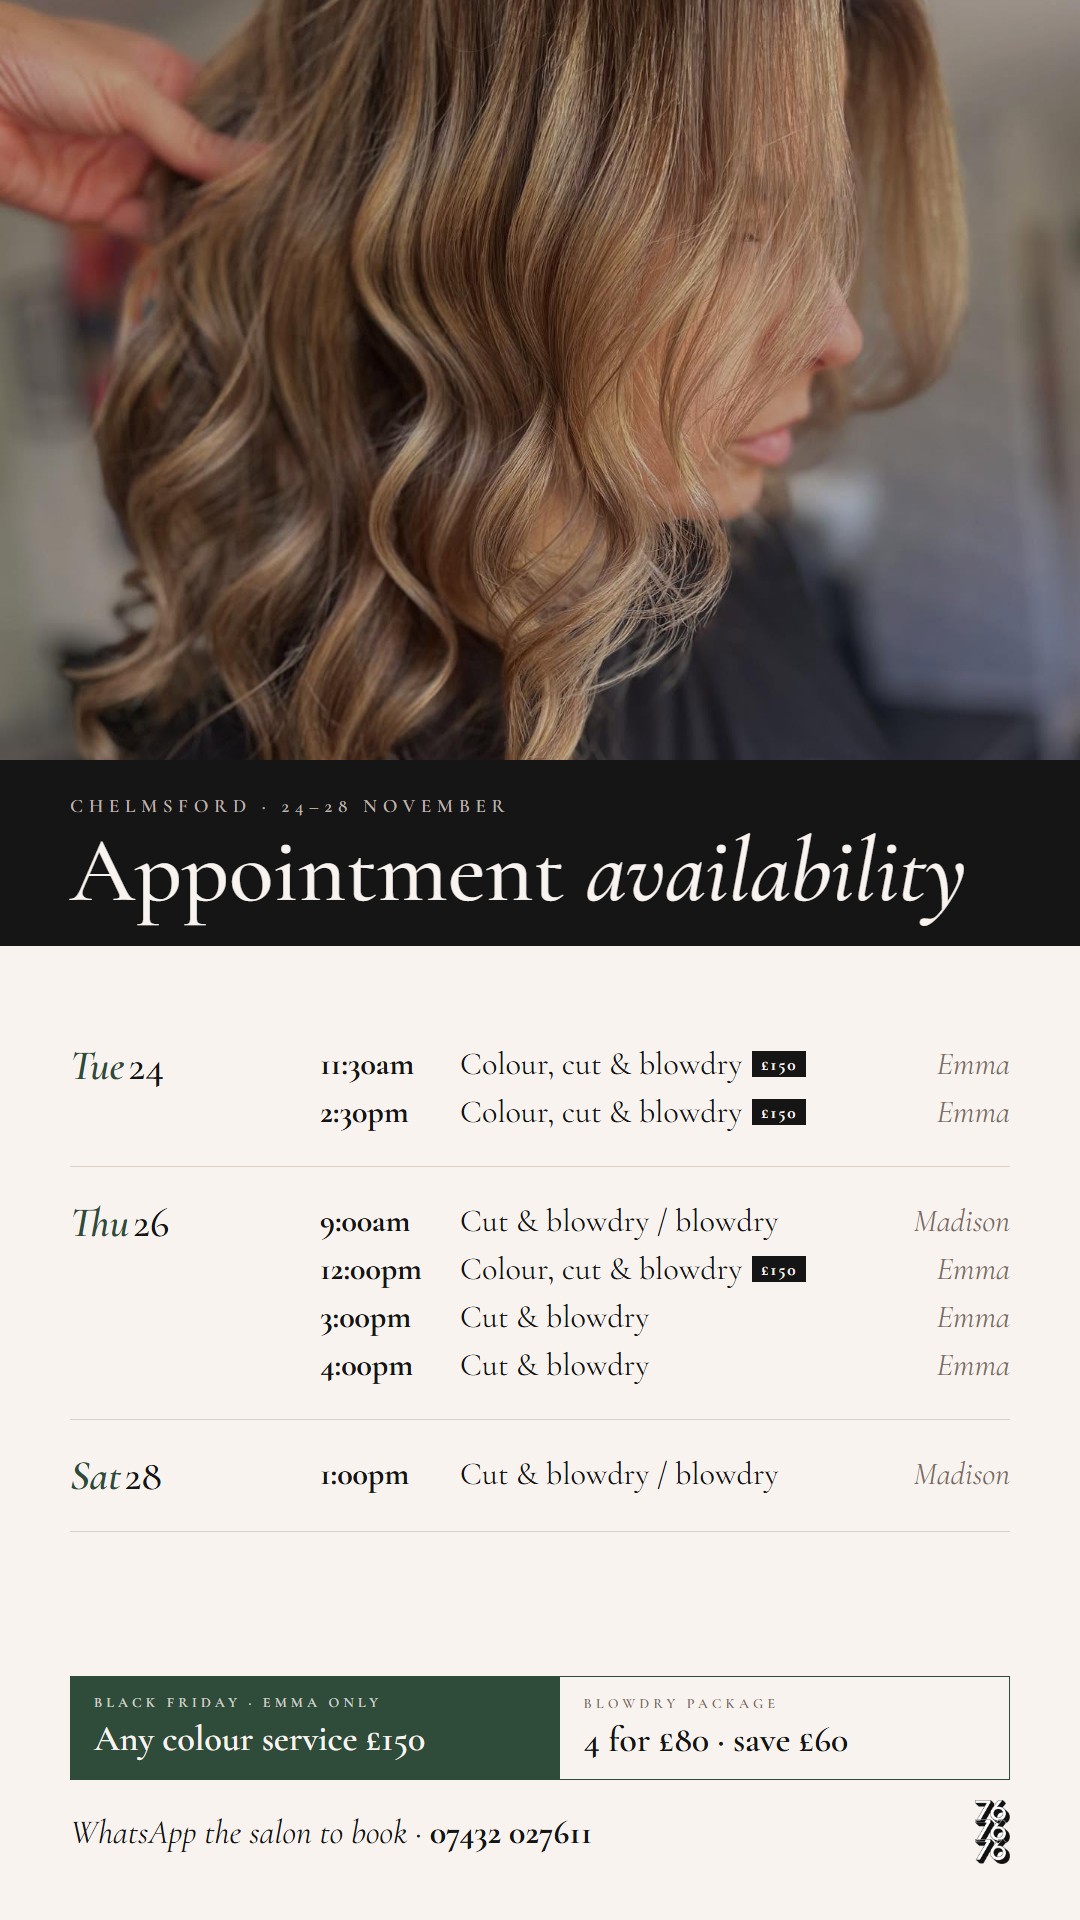 CHELMSFORD · 24–28 NOVEMBER
Appointment availability
Tue 24 11:30am Colour, cut & blowdry £150 Emma
2:30pm Colour, cut & blowdry £150 Emma
Thu 26 9:00am Cut & blowdry / blowdry Madison
12:00pm Colour, cut & blowdry £150 Emma
3:00pm Cut & blowdry Emma
4:00pm Cut & blowdry Emma
Sat 28 1:00pm Cut & blowdry / blowdry Madison
BLACK FRIDAY · EMMA ONLY
Any colour service £150
BLOWDRY PACKAGE
4 for £80 · save £60
WhatsApp the salon to book · 07432 027611
76
76
76